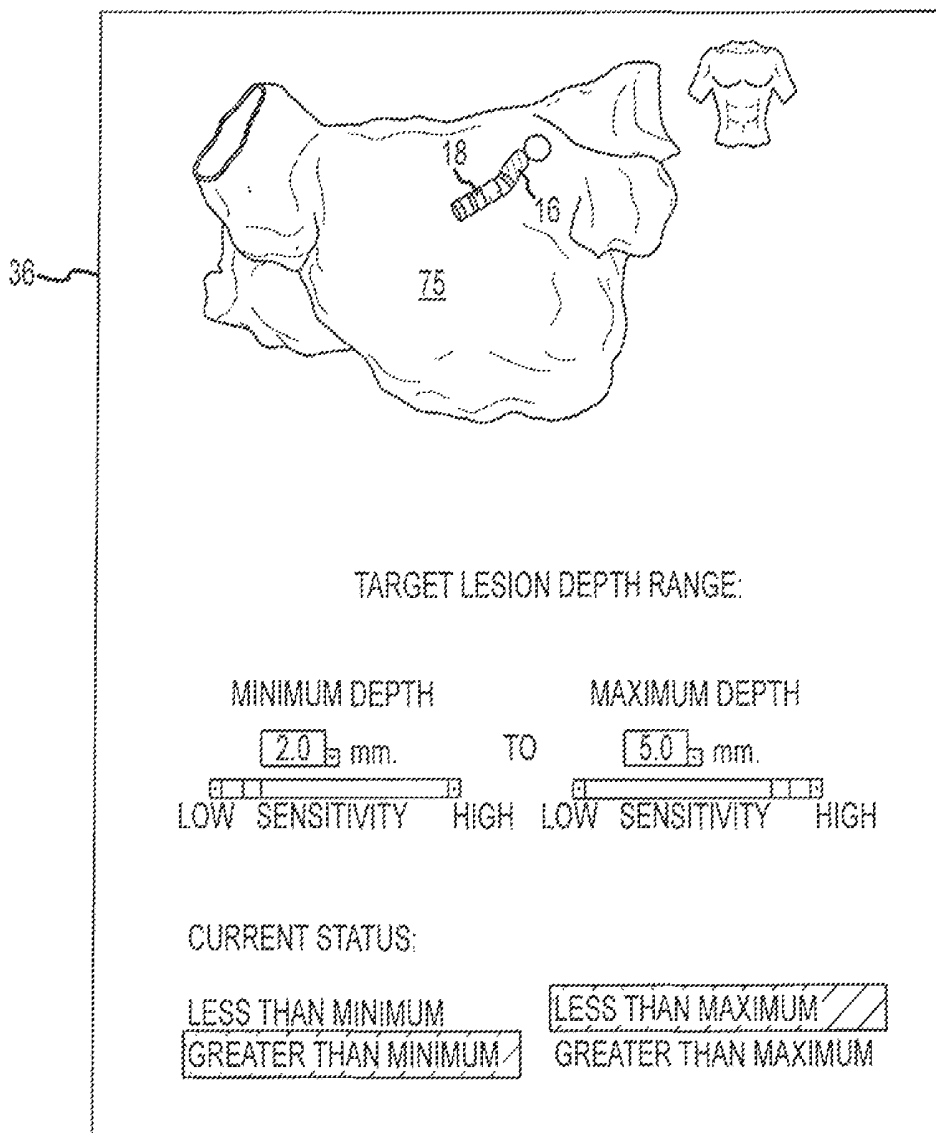 18
16
36
75
TARGET LESION DEPTH RANGE:
MINIMUM DEPTH MAXIMUM DEPTH
2.0 mm. TO 5.0 mm.
LOW SENSITIVITY HIGH LOW SENSITIVITY HIGH
CURRENT STATUS:
LESS THAN MINIMUM LESS THAN MAXIMUM
GREATER THAN MINIMUM GREATER THAN MAXIMUM